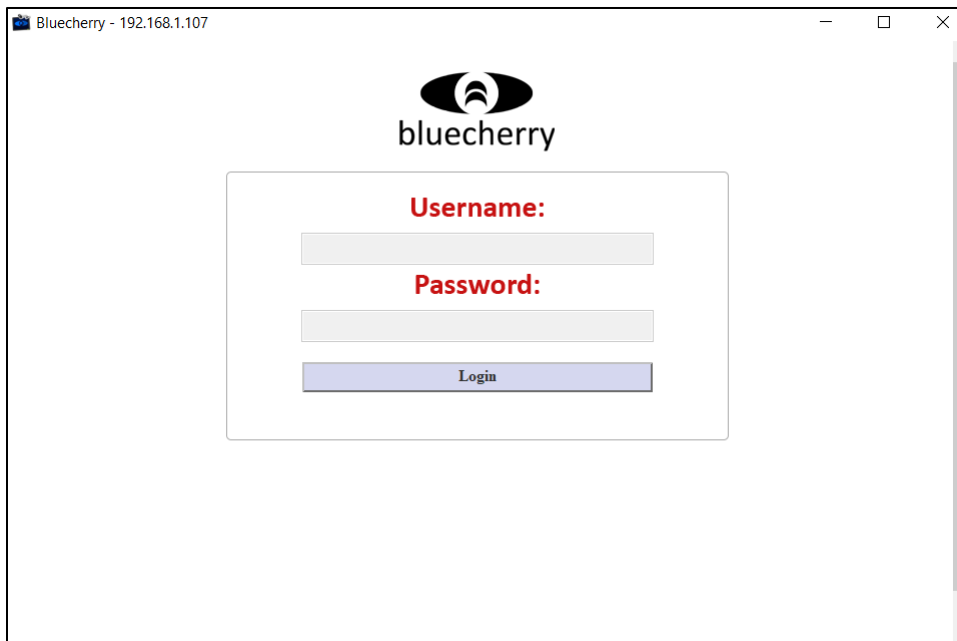 Bluecherry - 192.168.1.107
bluecherry
Username:
Password:
Login